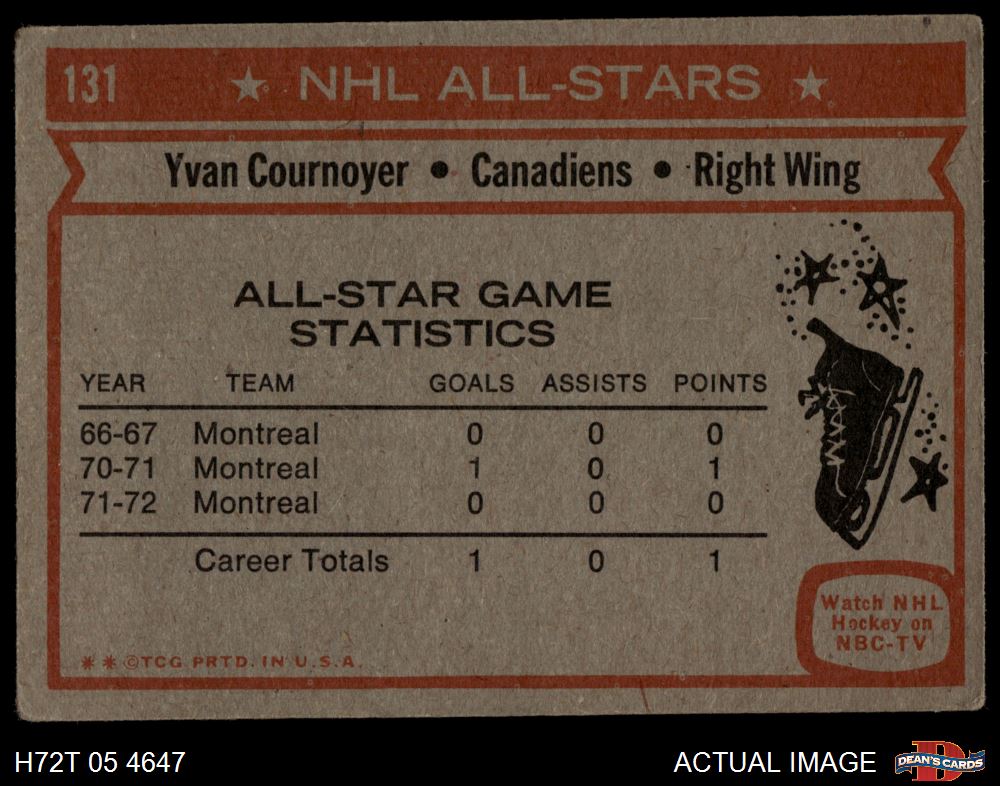 131 ★ NHL ALL-STARS ★
Yvan Cournoyer • Canadiens • Right Wing
ALL-STAR GAME
STATISTICS
YEAR TEAM GOALS ASSISTS POINTS
66-67 Montreal 0 0 0
70-71 Montreal 1 0 1
71-72 Montreal 0 0 0
Career Totals 1 0 1
Watch NHL
Hockey on
NBC-TV
✱ ✱ ©TCG PRTD. IN U.S.A.
H72T 05 4647 ACTUAL IMAGE
D
DEAN'S CARDS